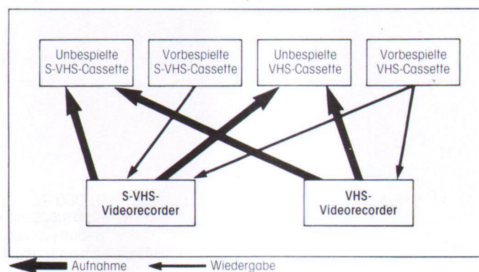 Unbespielte
S-VHS-Cassette
Vorbespielte
S-VHS-Cassette
Unbespielte
VHS-Cassette
Vorbespielte
VHS-Cassette
S-VHS-
Videorecorder
VHS-
Videorecorder
Aufnahme
Wiedergabe